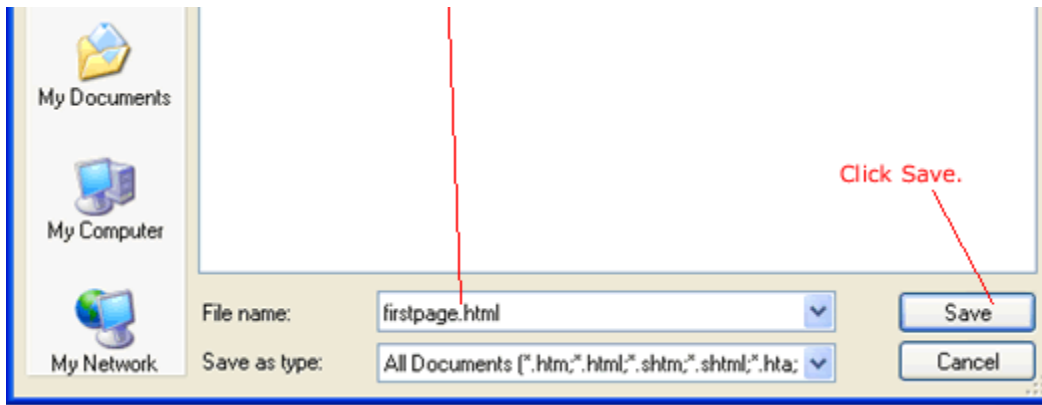 My Documents
Click Save.
My Computer
File name:
firstpage.html
Save
My Network
Save as type:
All Documents (*.htm;*.html;*.shtm;*.shtml;*.hta;
Cancel